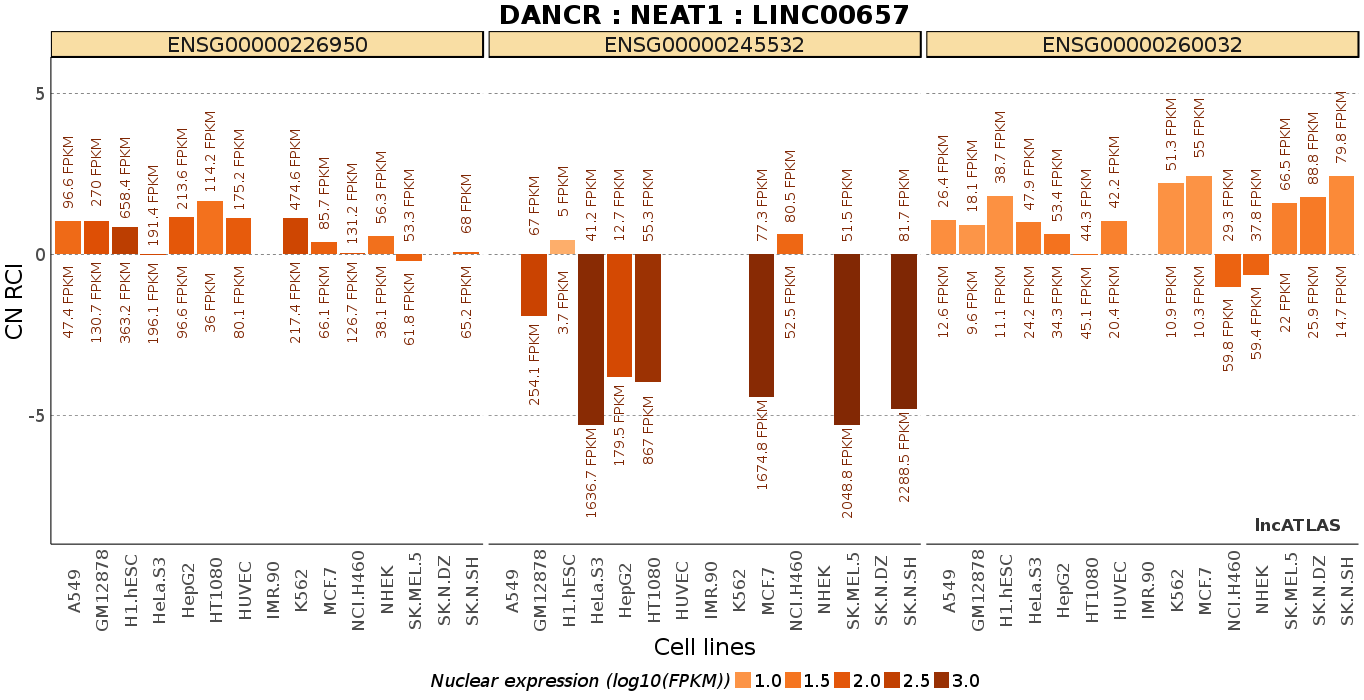 DANCR : NEAT1 : LINC00657
ENSG00000226950
ENSG00000245532
ENSG00000260032
CN RCI
5
0
-5
96.6 FPKM
270 FPKM
658.4 FPKM
191.4 FPKM
213.6 FPKM
114.2 FPKM
175.2 FPKM
474.6 FPKM
85.7 FPKM
131.2 FPKM
56.3 FPKM
53.3 FPKM
68 FPKM
47.4 FPKM
130.7 FPKM
363.2 FPKM
196.1 FPKM
96.6 FPKM
36 FPKM
80.1 FPKM
217.4 FPKM
66.1 FPKM
126.7 FPKM
38.1 FPKM
61.8 FPKM
65.2 FPKM
67 FPKM
5 FPKM
41.2 FPKM
12.7 FPKM
55.3 FPKM
77.3 FPKM
80.5 FPKM
51.5 FPKM
81.7 FPKM
254.1 FPKM
3.7 FPKM
1636.7 FPKM
179.5 FPKM
867 FPKM
1674.8 FPKM
52.5 FPKM
2048.8 FPKM
2288.5 FPKM
26.4 FPKM
18.1 FPKM
38.7 FPKM
47.9 FPKM
53.4 FPKM
44.3 FPKM
42.2 FPKM
51.3 FPKM
55 FPKM
29.3 FPKM
37.8 FPKM
66.5 FPKM
88.8 FPKM
79.8 FPKM
12.6 FPKM
9.6 FPKM
11.1 FPKM
24.2 FPKM
34.3 FPKM
45.1 FPKM
20.4 FPKM
10.9 FPKM
10.3 FPKM
59.8 FPKM
59.4 FPKM
22 FPKM
25.9 FPKM
14.7 FPKM
lncATLAS
A549
GM12878
H1.hESC
HeLa.S3
HepG2
HT1080
HUVEC
IMR.90
K562
MCF.7
NCI.H460
NHEK
SK.MEL.5
SK.N.DZ
SK.N.SH
A549
GM12878
H1.hESC
HeLa.S3
HepG2
HT1080
HUVEC
IMR.90
K562
MCF.7
NCI.H460
NHEK
SK.MEL.5
SK.N.DZ
SK.N.SH
A549
GM12878
H1.hESC
HeLa.S3
HepG2
HT1080
HUVEC
IMR.90
K562
MCF.7
NCI.H460
NHEK
SK.MEL.5
SK.N.DZ
SK.N.SH
Cell lines
Nuclear expression (log10(FPKM)) 1.0 1.5 2.0 2.5 3.0